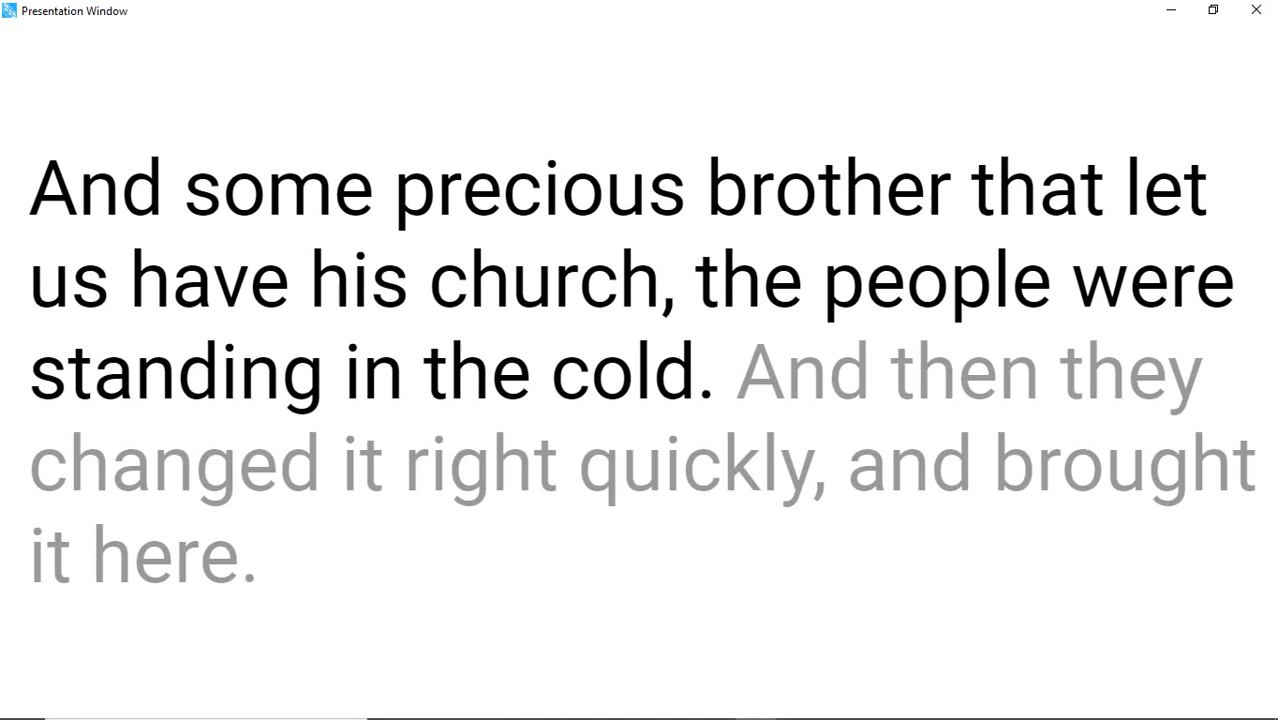 Presentation Window
And some precious brother that let
us have his church, the people were
standing in the cold. And then they
changed it right quickly, and brought
it here.